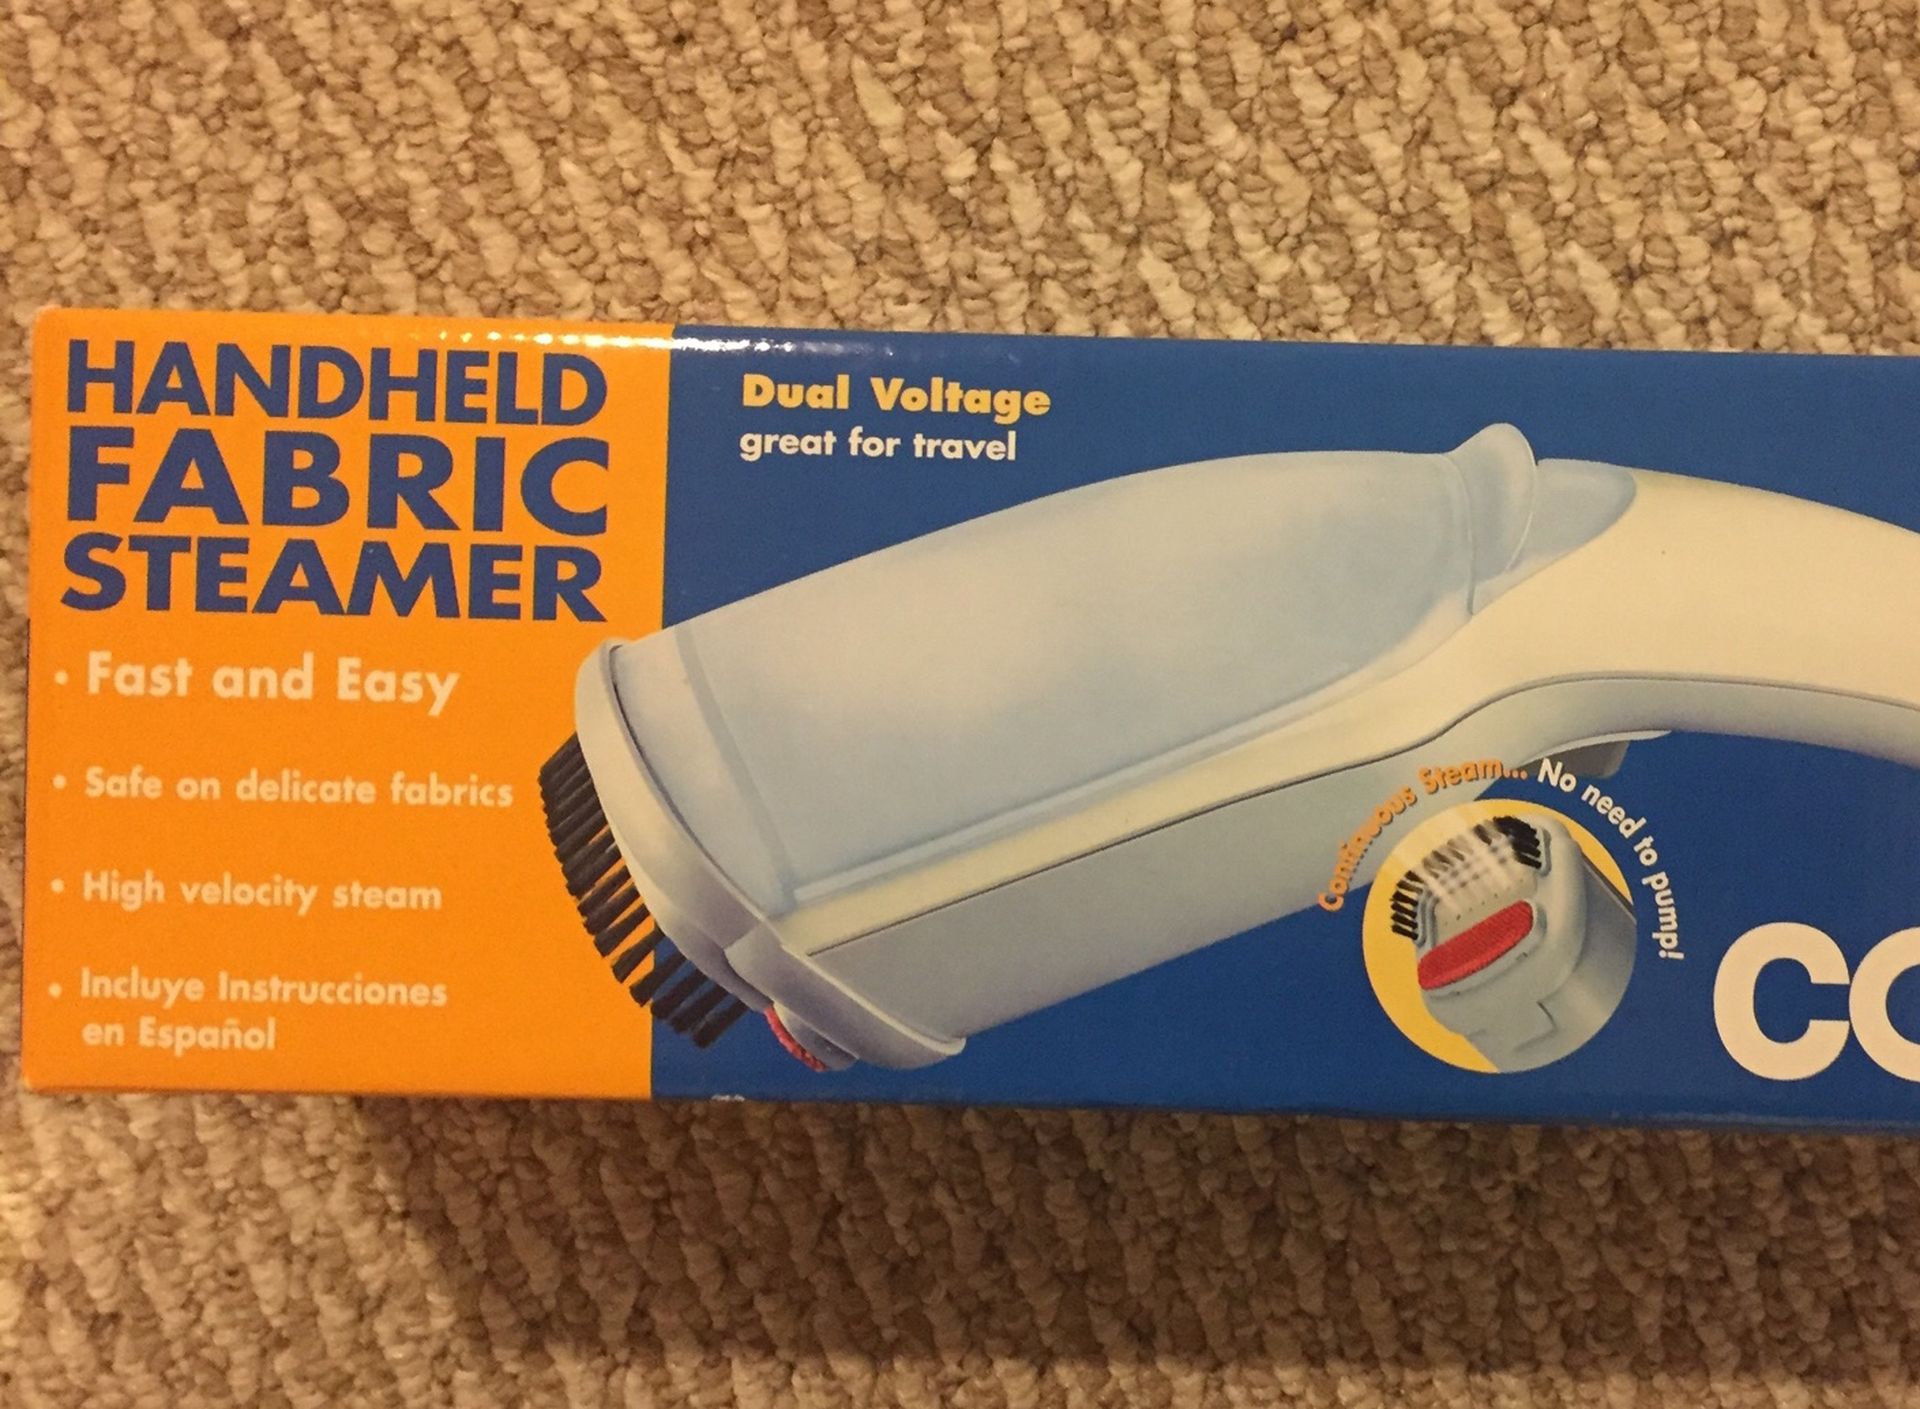 HANDHELD
FABRIC
STEAMER
• Fast and Easy
• Safe on delicate fabrics
• High velocity steam
• Incluye Instrucciones
en Español
Dual Voltage
great for travel
Continuous Steam... No need to pump!